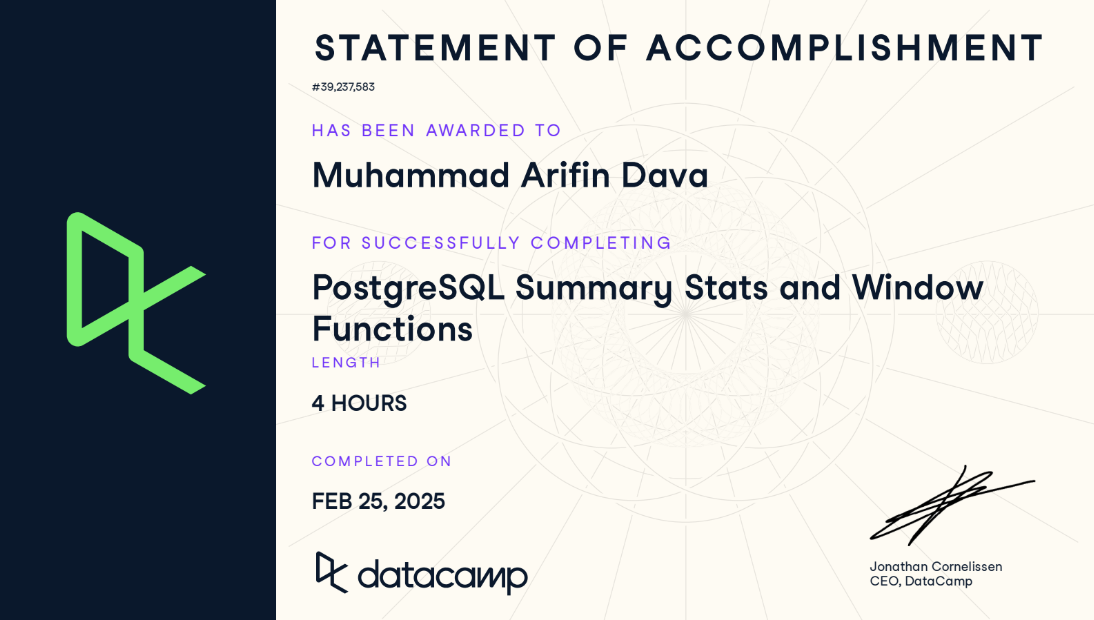 STATEMENT OF ACCOMPLISHMENT
#39,237,583
HAS BEEN AWARDED TO
Muhammad Arifin Dava
FOR SUCCESSFULLY COMPLETING
PostgreSQL Summary Stats and Window
Functions
LENGTH
4 HOURS
COMPLETED ON
FEB 25, 2025
datacamp
Jonathan Cornelissen
CEO, DataCamp